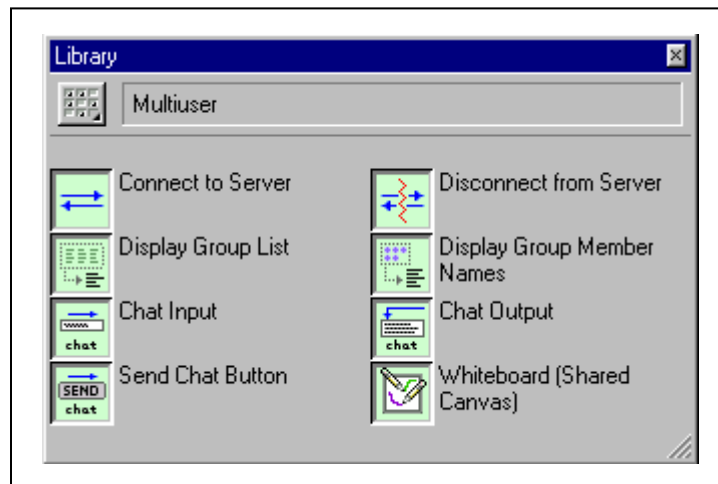 Library
Multiuser
Connect to Server
Disconnect from Server
Display Group List
Display Group Member
Names
Chat Input
chat
Chat Output
chat
Send Chat Button
SEND
chat
Whiteboard (Shared
Canvas)